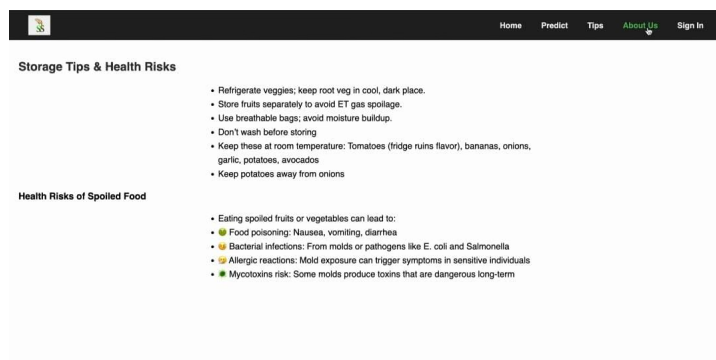 Home Predict Tips About Us Sign In
Storage Tips & Health Risks
• Refrigerate veggies; keep root veg in cool, dark place.
• Store fruits separately to avoid ET gas spoilage.
• Use breathable bags; avoid moisture buildup.
• Don't wash before storing
• Keep these at room temperature: Tomatoes (fridge ruins flavor), bananas, onions,
garlic, potatoes, avocados
• Keep potatoes away from onions
Health Risks of Spoiled Food
• Eating spoiled fruits or vegetables can lead to:
• 🤢 Food poisoning: Nausea, vomiting, diarrhea
• 🤒 Bacterial infections: From molds or pathogens like E. coli and Salmonella
• 🤧 Allergic reactions: Mold exposure can trigger symptoms in sensitive individuals
• 🦠 Mycotoxins risk: Some molds produce toxins that are dangerous long-term